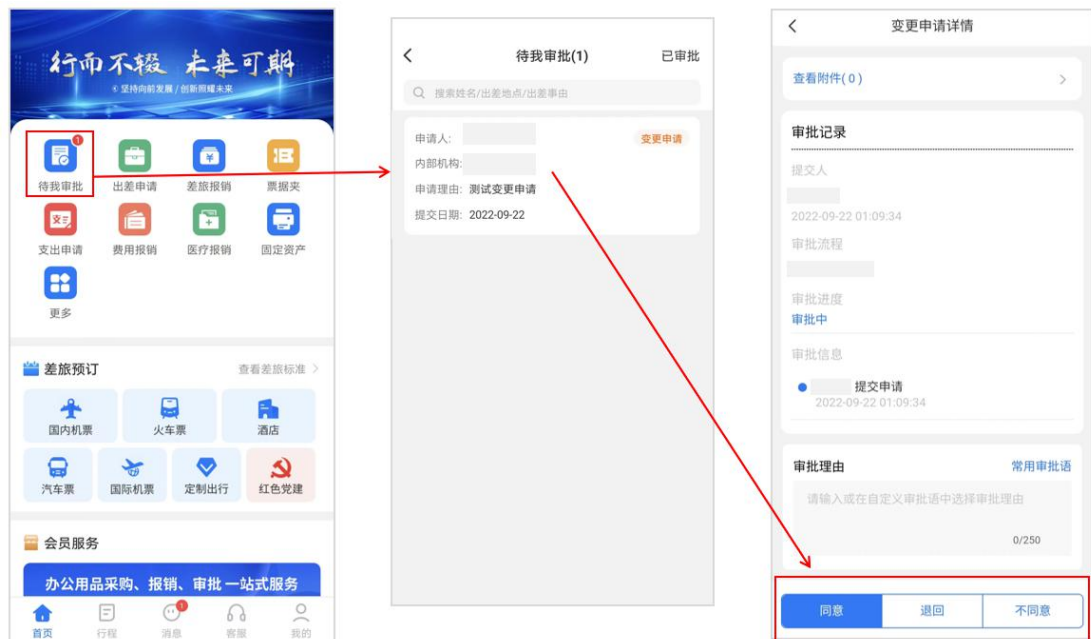 行而不辍 未来可期
坚持向前发展 / 创新照耀未来
1
待我审批 出差申请 差旅报销 票据夹
支出申请 费用报销 医疗报销 固定资产
更多
差旅预订 查看差旅标准 >
国内机票 火车票 酒店
汽车票 国际机票 定制出行 红色党建
会员服务
办公用品采购、报销、审批一站式服务
1
首页 行程 消息 客服 我的
待我审批(1) 已审批
搜索姓名/出差地点/出差事由
申请人: 变更申请
内部机构:
申请理由: 测试变更申请
提交日期: 2022-09-22
变更申请详情
查看附件( 0 ) >
审批记录
提交人
2022-09-22 01:09:34
审批流程
审批进度
审批中
审批信息
提交申请
2022-09-22 01:09:34
审批理由 常用审批语
请输入或在自定义审批语中选择审批理由
0/250
同意 退回 不同意